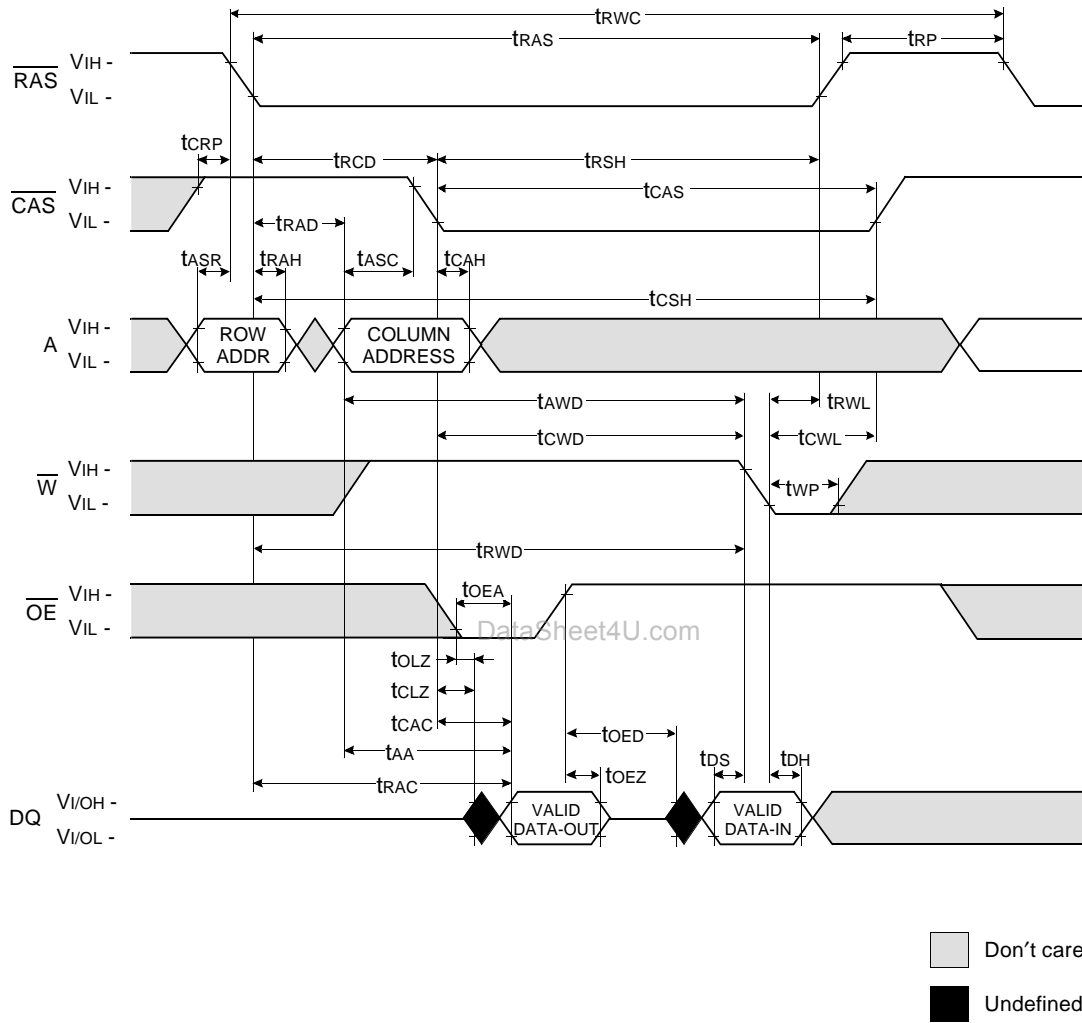 tRWC
tRAS
tRP
RAS
VIH -
VIL -
tCRP
tRCD
tRSH
CAS
VIH -
VIL -
tCAS
tRAD
tASR
tRAH
tASC
tCAH
tCSH
A
VIH -
VIL -
ROW
ADDR
COLUMN
ADDRESS
tAWD
tRWL
tCWD
tCWL
W
VIH -
VIL -
tWP
tRWD
OE
VIH -
VIL -
tOEA
DataSheet4U.com
tOLZ
tCLZ
tCAC
tOED
tAA
tOEZ
tDS
tDH
tRAC
DQ
VI/OH -
VI/OL -
VALID
DATA-OUT
VALID
DATA-IN
Don′t care
Undefined